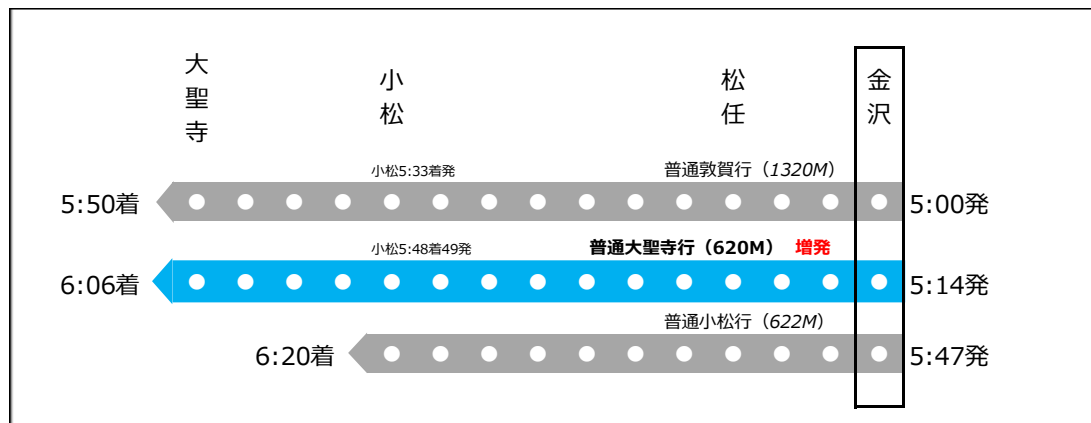 大聖寺
小松
松任
金沢
小松5:33着発
普通敦賀行（1320M）
5:50着
5:00発
小松5:48着49発
普通大聖寺行（620M） 増発
6:06着
5:14発
普通小松行（622M）
6:20着
5:47発